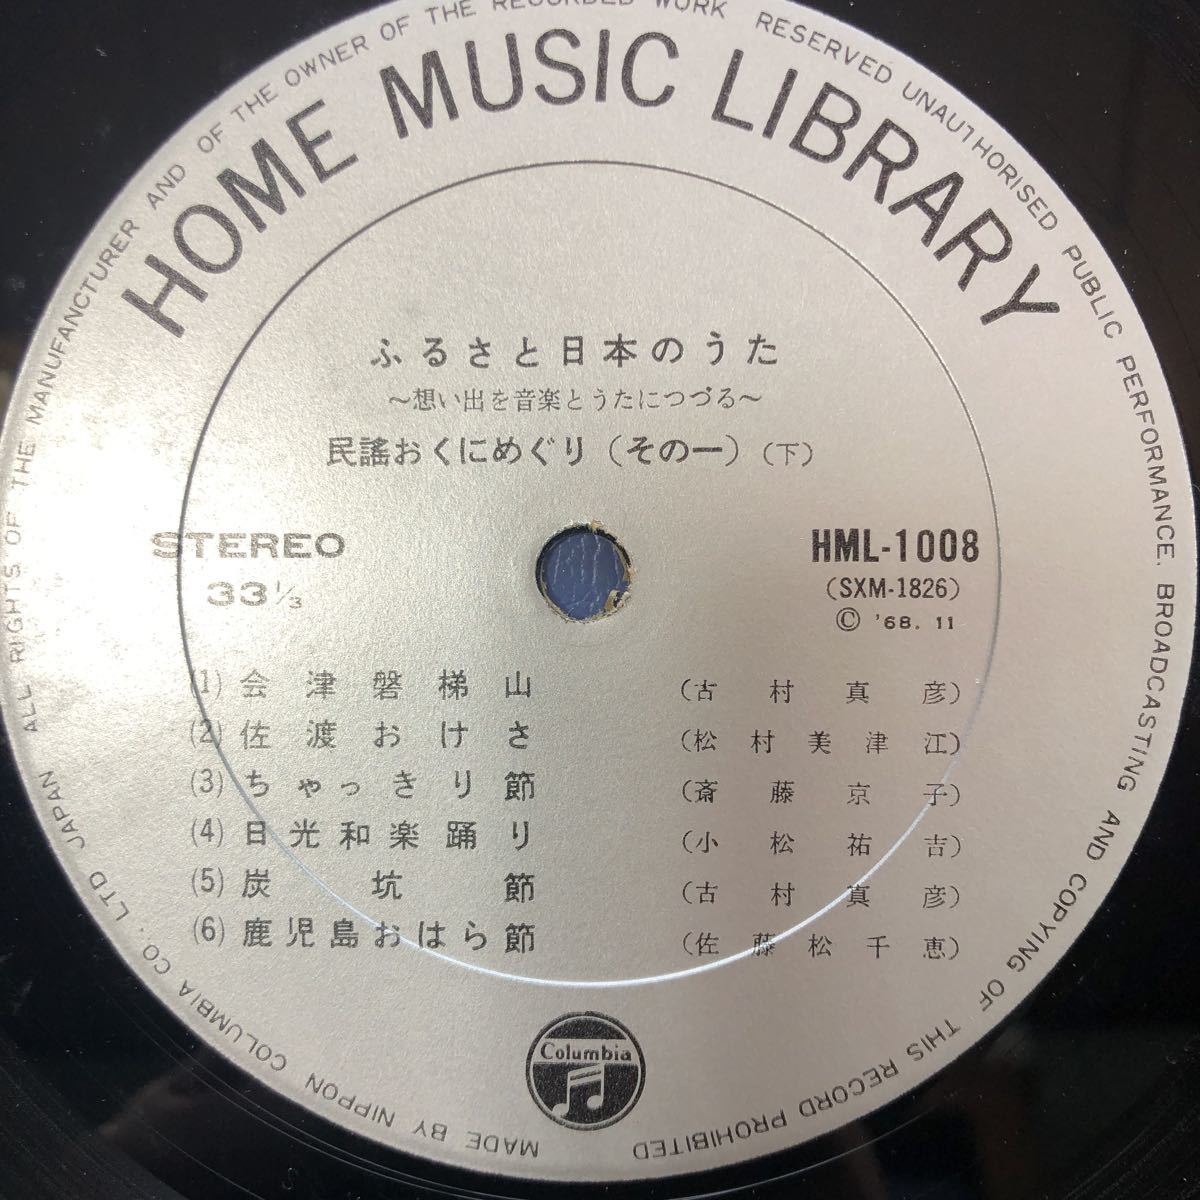 HOME MUSIC LIBRARY
ふるさと日本のうた
～想い出を音楽とうたにつづる～
民謡おくにめぐり（その一）（下）
STEREO
33 1/3
HML-1008
(SXM-1826)
© '68. 11
(1) 会津磐梯山 (古村真彦)
(2) 佐渡おけさ (松村美津江)
(3) ちゃっきり節 (斎藤京子)
(4) 日光和楽踊り (小松祐吉)
(5) 炭坑節 (古村真彦)
(6) 鹿児島おはら節 (佐藤松千恵)
Columbia
ALL RIGHTS OF THE MANUFANCTURER AND OF THE OWNER OF THE RECORDED WORK RESERVED UNAUTHORISED PUBLIC PERFORMANCE. BROADCASTING AND COPYING OF THIS RECORD PROHIBITED
MADE BY NIPPON COLUMBIA CO. LTD JAPAN